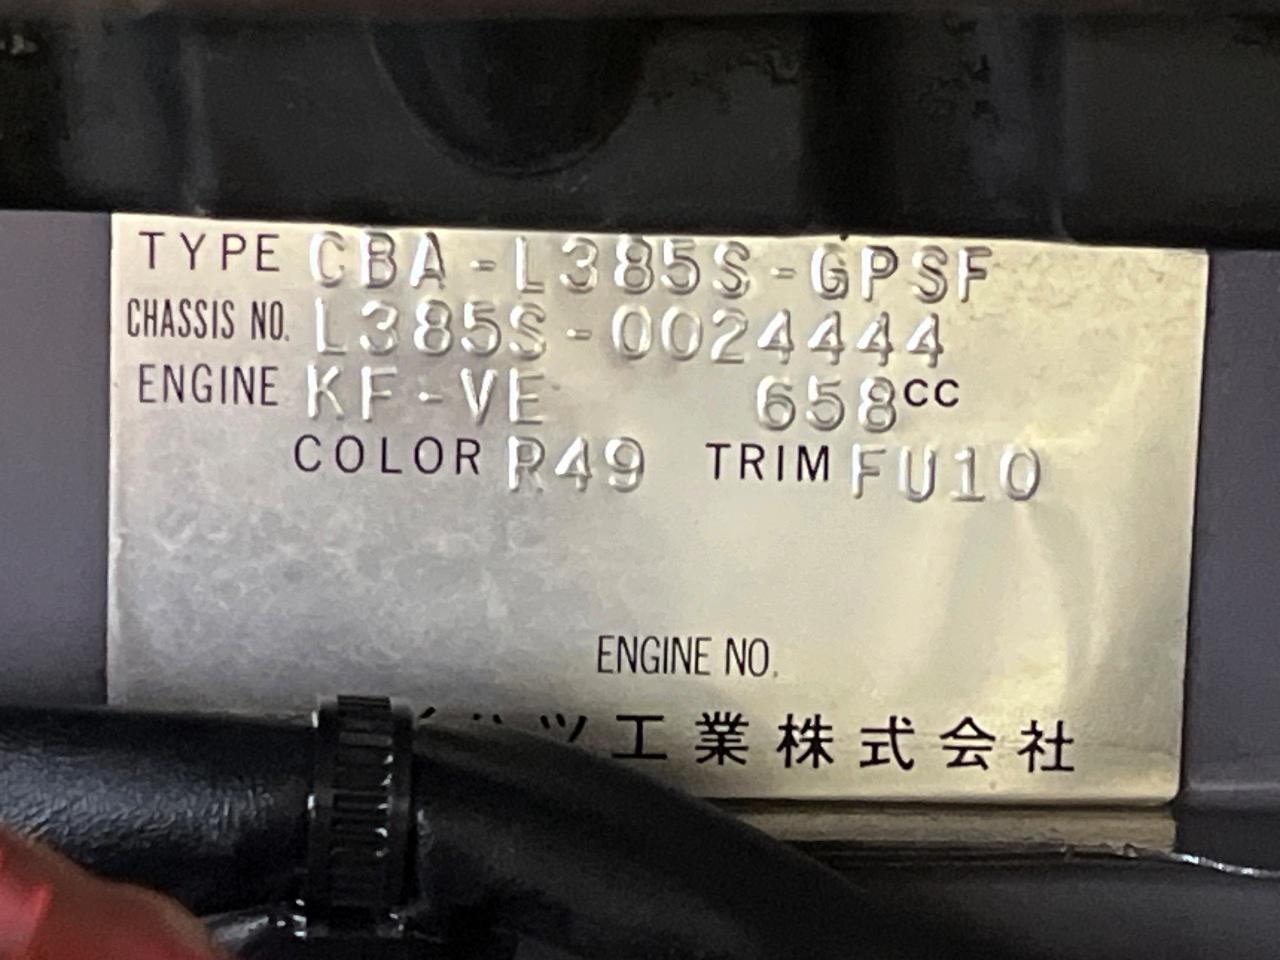 TYPE CBA-L385S-GPSF
CHASSIS NO. L385S-0024444
ENGINE KF-VE 658CC
COLOR R49 TRIM FU10
ENGINE NO.
工業株式会社